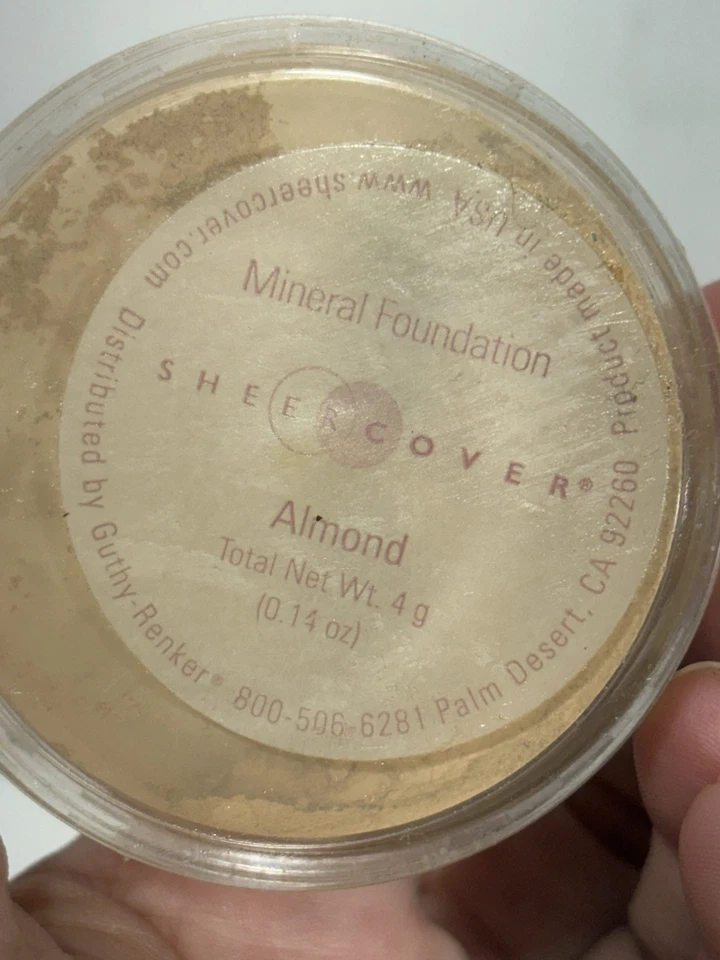 Mineral Foundation
SHEER COVER®
Almond
Total Net Wt. 4 g
(0.14 oz)
Distributed by Guthy-Renker® 800-506-6281 Palm Desert, CA 92260 Product made in USA www.sheercover.com